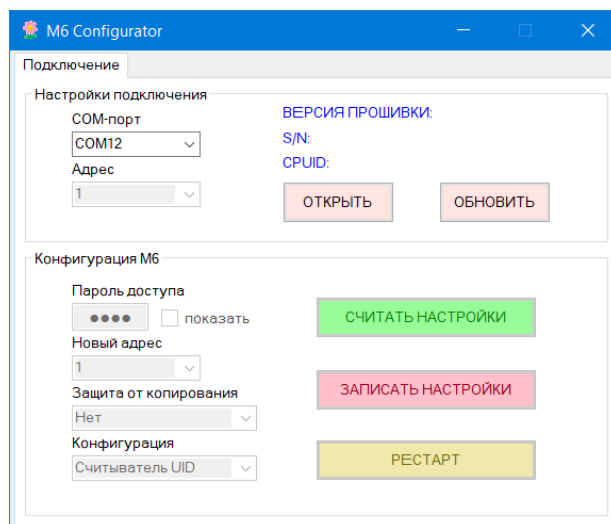 M6 Configurator
Подключение
Настройки подключения
COM-порт
COM12
Адрес
1
ВЕРСИЯ ПРОШИВКИ:
S/N:
CPUID:
ОТКРЫТЬ
ОБНОВИТЬ
Конфигурация М6
Пароль доступа
●●●●
показать
Новый адрес
1
Защита от копирования
Нет
Конфигурация
Считыватель UID
СЧИТАТЬ НАСТРОЙКИ
ЗАПИСАТЬ НАСТРОЙКИ
РЕСТАРТ